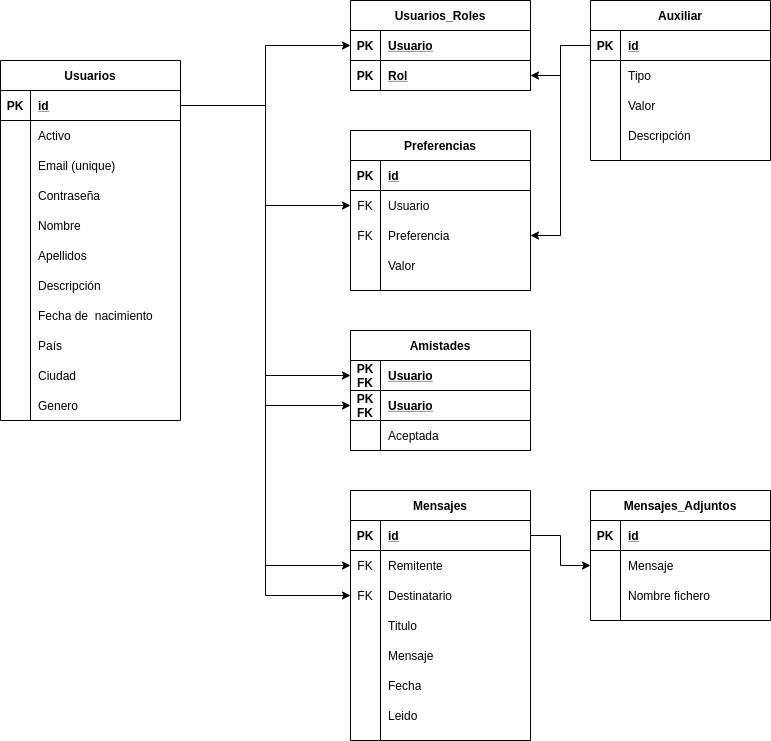 Usuarios
PK id
Activo
Email (unique)
Contraseña
Nombre
Apellidos
Descripción
Fecha de  nacimiento
País
Ciudad
Genero
Usuarios_Roles
PK Usuario
PK Rol
Auxiliar
PK id
Tipo
Valor
Descripción
Preferencias
PK id
FK Usuario
FK Preferencia
Valor
Amistades
PK
FK Usuario
PK
FK Usuario
Aceptada
Mensajes
PK id
FK Remitente
FK Destinatario
Titulo
Mensaje
Fecha
Leido
Mensajes_Adjuntos
PK id
Mensaje
Nombre fichero